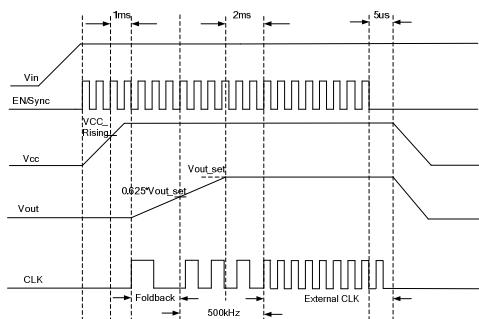 1ms
2ms
5us
Vin
EN/Sync
VCC_
Rising
Vcc
Vout_set
0.625*Vout_set
Vout
CLK
Foldback
External CLK
500kHz